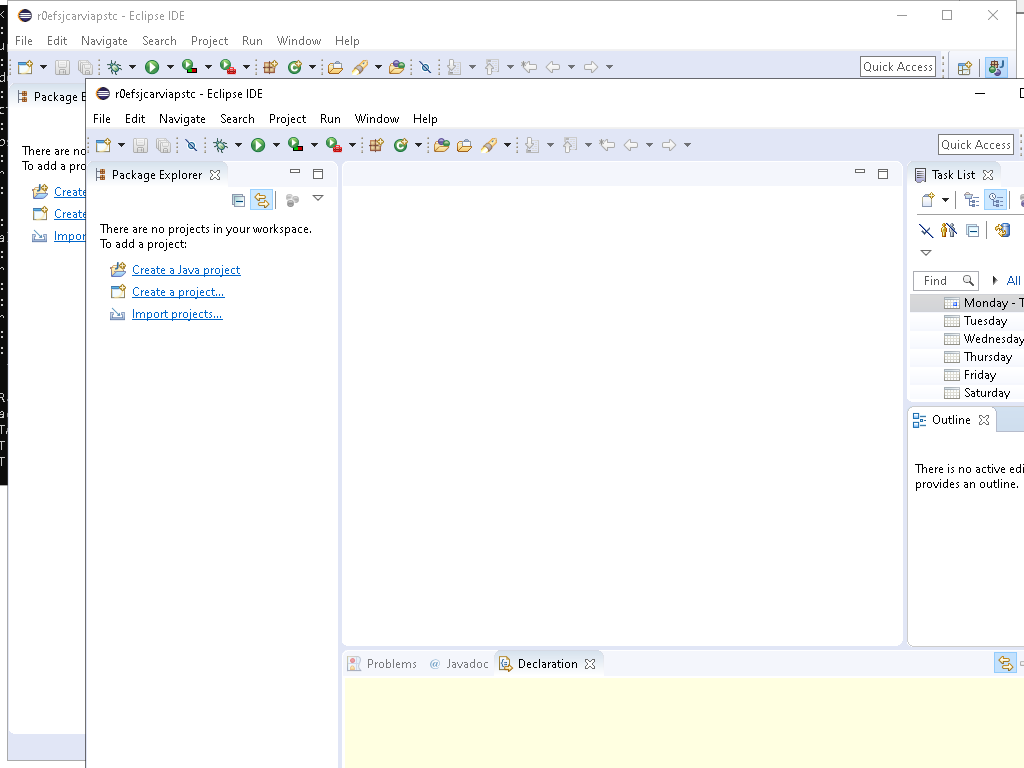 r0efsjcarviapstc - Eclipse IDE
File Edit Navigate Search Project Run Window Help
Quick Access
Package E
There are no
To add a pro
Create
Create
Impor
r0efsjcarviapstc - Eclipse IDE
File Edit Navigate Search Project Run Window Help
Quick Access
Package Explorer
There are no projects in your workspace.
To add a project:
Create a Java project
Create a project...
Import projects...
Task List
Find All
Monday - T
Tuesday
Wednesday
Thursday
Friday
Saturday
Outline
There is no active edi
provides an outline.
Problems @ Javadoc Declaration